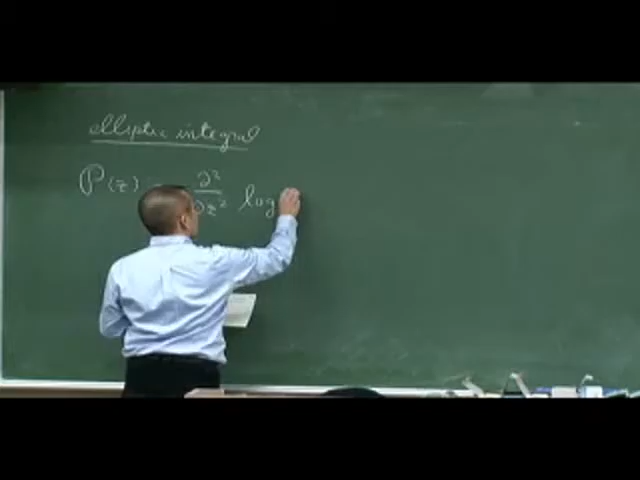 elliptic integral
℘(z) = ∂²/∂z² log